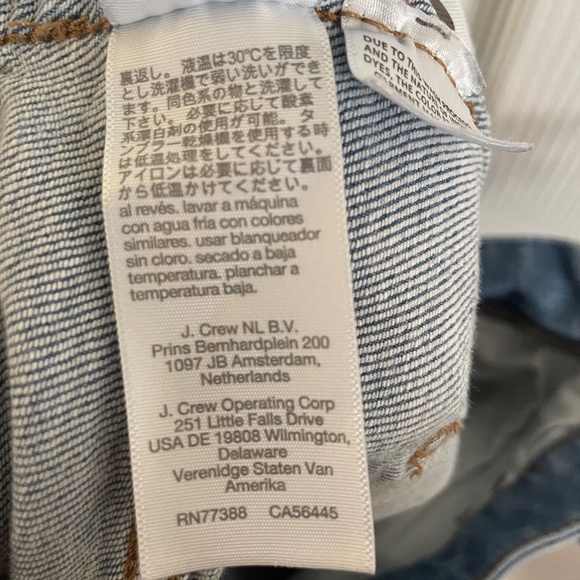 裏返し。液温は30℃を限度
とし洗濯機で弱い洗いができ
ます。同色系の物と洗濯して
下さい。必要に応じて酸素
系漂白剤の使用が可能。タ
ンブラー乾燥機を使用する時
は低温処理をしてください。
アイロンは必要に応じて裏面
から低温かけてください。
al revés. lavar a máquina
con agua fría con colores
similares. usar blanqueador
sin cloro. secado a baja
temperatura. planchar a
temperatura baja.
J. Crew NL B.V.
Prins Bernhardplein 200
1097 JB Amsterdam,
Netherlands
J. Crew Operating Corp
251 Little Falls Drive
USA DE 19808 Wilmington,
Delaware
Verenidge Staten Van
Amerika
RN77388 CA56445
DUE TO
AND THE NATURE
DYES, THE COLOR